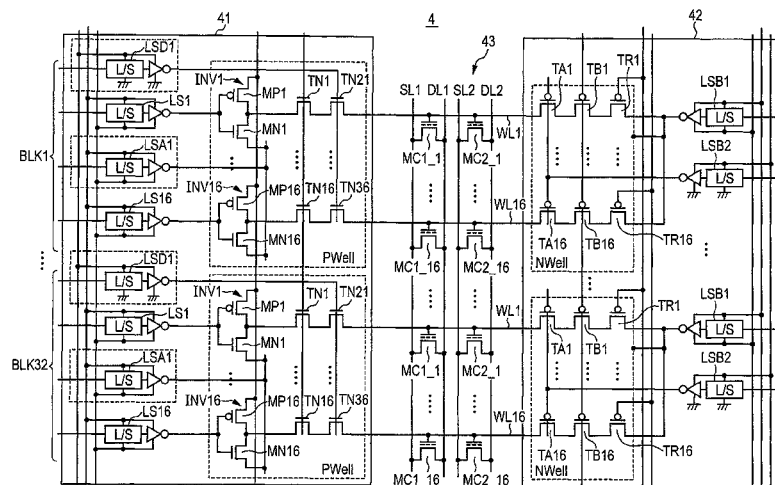 41
4
42
LSD1
L/S
INV1
TN1
TN21
MP1
43
SL1 DL1 SL2 DL2
TA1
TB1
TR1
LSB1
L/S
LS1
L/S
MN1
WL1
MC1_1
MC2_1
LSB2
L/S
BLK1
LSA1
L/S
INV16
MP16
TN16
TN36
LS16
L/S
MN16
WL16
PWell
MC1_16
MC2_16
TA16
TB16
TR16
NWell
LSD1
L/S
INV1
TN1
TN21
MP1
TR1
LS1
L/S
MN1
WL1
MC1_1
MC2_1
TA1
TB1
LSB1
L/S
BLK32
LSA1
L/S
INV16
MP16
TN16
TN36
LSB2
L/S
LS16
L/S
MN16
WL16
PWell
MC1_16
MC2_16
TA16
TB16
TR16
NWell